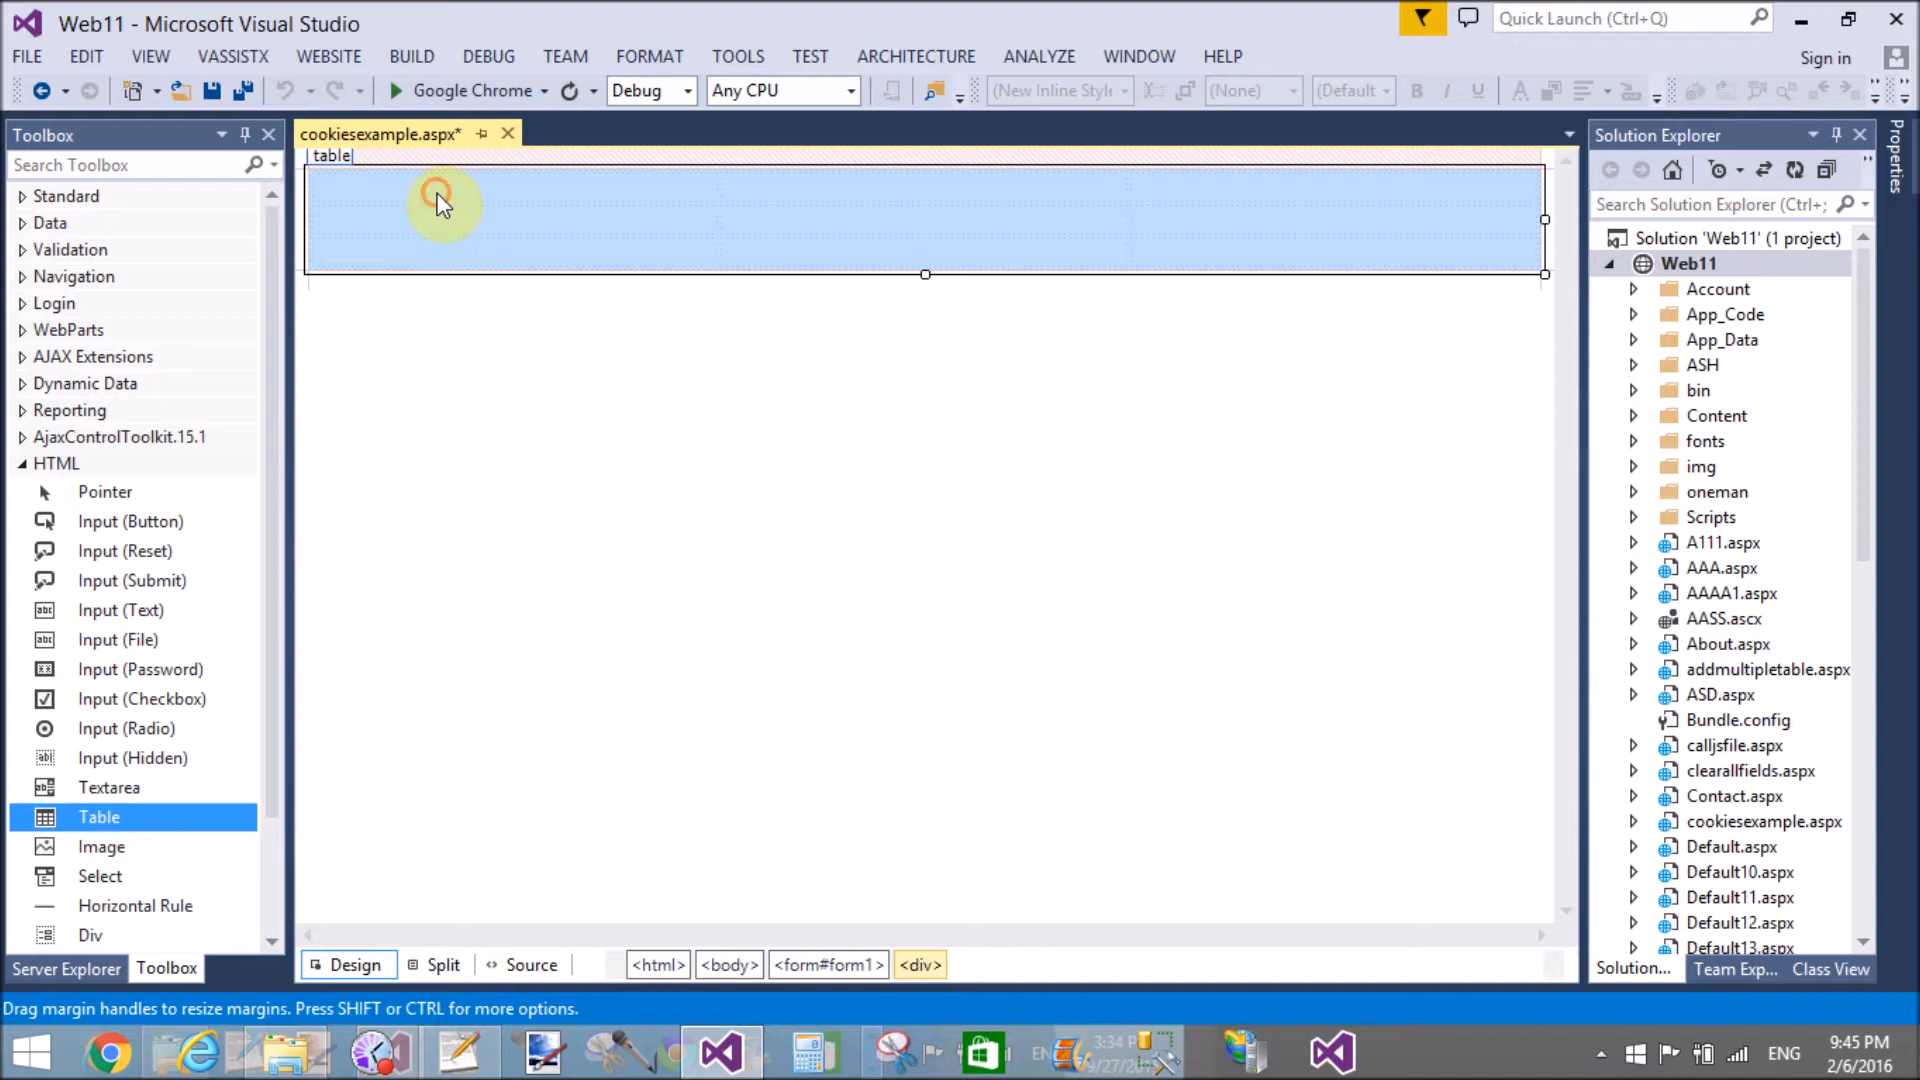 Web11 - Microsoft Visual Studio
Quick Launch (Ctrl+Q)
FILE EDIT VIEW VASSISTX WEBSITE BUILD DEBUG TEAM FORMAT TOOLS TEST ARCHITECTURE ANALYZE WINDOW HELP
Sign in
Google Chrome Debug Any CPU (New Inline Style (None) (Default B I U A
Toolbox
Search Toolbox
Standard
Data
Validation
Navigation
Login
WebParts
AJAX Extensions
Dynamic Data
Reporting
AjaxControlToolkit.15.1
HTML
Pointer
Input (Button)
Input (Reset)
Input (Submit)
Input (Text)
Input (File)
Input (Password)
Input (Checkbox)
Input (Radio)
Input (Hidden)
Textarea
Table
Image
Select
Horizontal Rule
Div
Server Explorer Toolbox
cookiesexample.aspx*
table
Design Split Source <html> <body> <form#form1> <div>
Solution Explorer
Search Solution Explorer (Ctrl+;
Solution 'Web11' (1 project)
Web11
Account
App_Code
App_Data
ASH
bin
Content
fonts
img
oneman
Scripts
A111.aspx
AAA.aspx
AAAA1.aspx
AASS.ascx
About.aspx
addmultipletable.aspx
ASD.aspx
Bundle.config
calljsfile.aspx
clearallfields.aspx
Contact.aspx
cookiesexample.aspx
Default.aspx
Default10.aspx
Default11.aspx
Default12.aspx
Default13.aspx
Solution... Team Exp... Class View
Properties
Drag margin handles to resize margins. Press SHIFT or CTRL for more options.
3:34 P
ENG
9:45 PM
2/6/2016